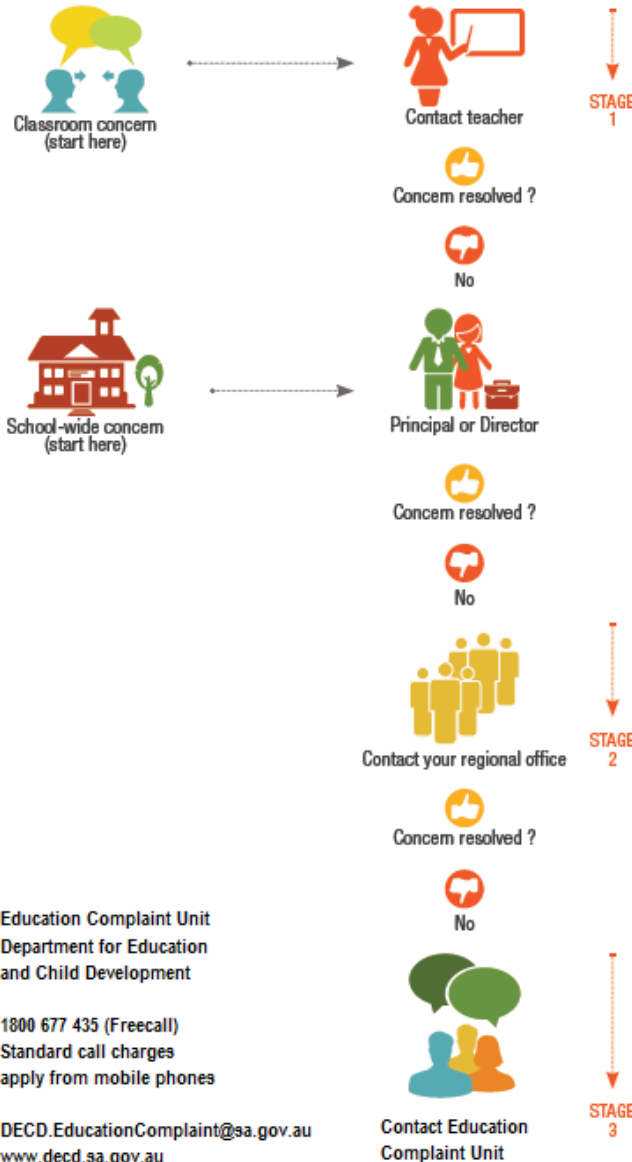 Classroom concern
(start here)
Contact teacher
STAGE
1
Concern resolved ?
No
School-wide concern
(start here)
Principal or Director
Concern resolved ?
No
Contact your regional office
STAGE
2
Concern resolved ?
No
Education Complaint Unit
Department for Education
and Child Development
1800 677 435 (Freecall)
Standard call charges
apply from mobile phones
DECD.EducationComplaint@sa.gov.au
www.decd.sa.gov.au
Contact Education
Complaint Unit
STAGE
3